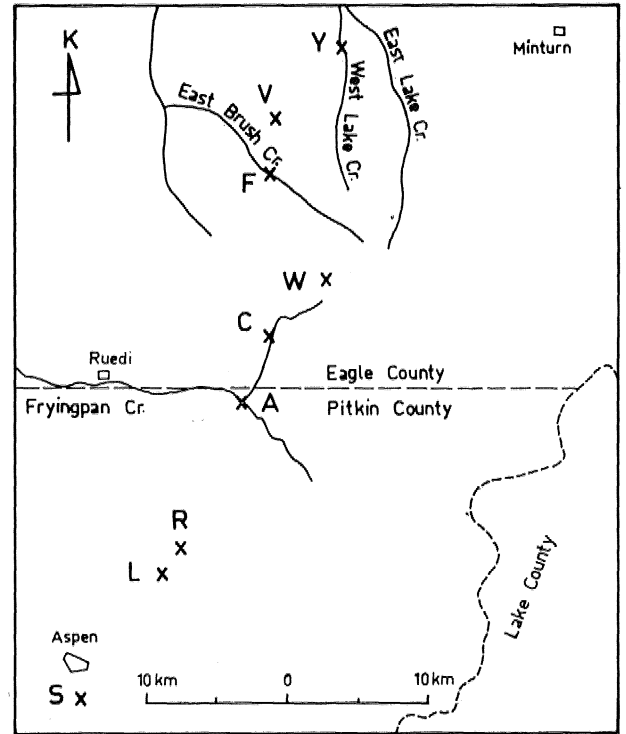 K
Y
Minturn
V
East Brush Cr.
West Lake Cr.
East Lake Cr.
F
W
C
Ruedi
Eagle County
Fryingpan Cr.
A
Pitkin County
R
L
Lake County
Aspen
S
10 km 0 10 km